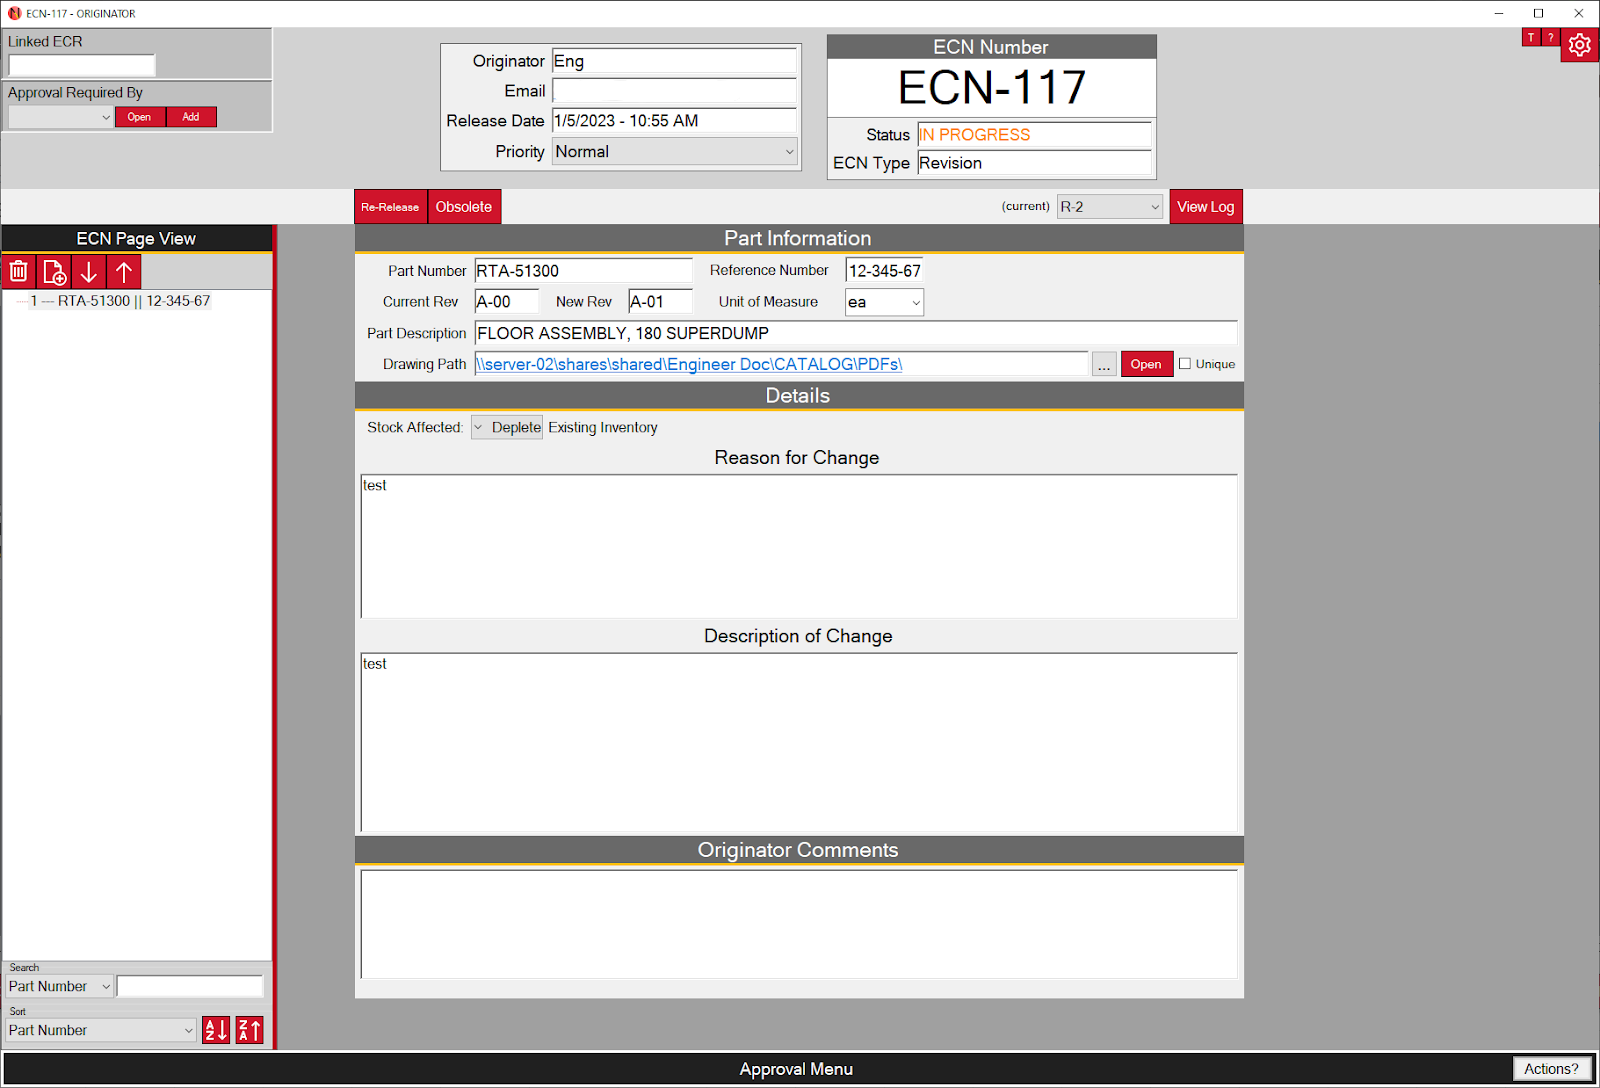 ECN-117 - ORIGINATOR
Linked ECR
Approval Required By
Open Add
Originator Eng
Email
Release Date 1/5/2023 - 10:55 AM
Priority Normal
ECN Number
ECN-117
Status IN PROGRESS
ECN Type Revision
T ?
Re-Release Obsolete
(current) R-2 View Log
ECN Page View
1 --- RTA-51300 || 12-345-67
Part Information
Part Number RTA-51300 Reference Number 12-345-67
Current Rev A-00 New Rev A-01 Unit of Measure ea
Part Description FLOOR ASSEMBLY, 180 SUPERDUMP
Drawing Path \\server-02\shares\shared\Engineer Doc\CATALOG\PDFs\ ... Open Unique
Details
Stock Affected: Deplete Existing Inventory
Reason for Change
test
Description of Change
test
Originator Comments
Search
Part Number
Sort
Part Number
A Z
Z A
Approval Menu
Actions?